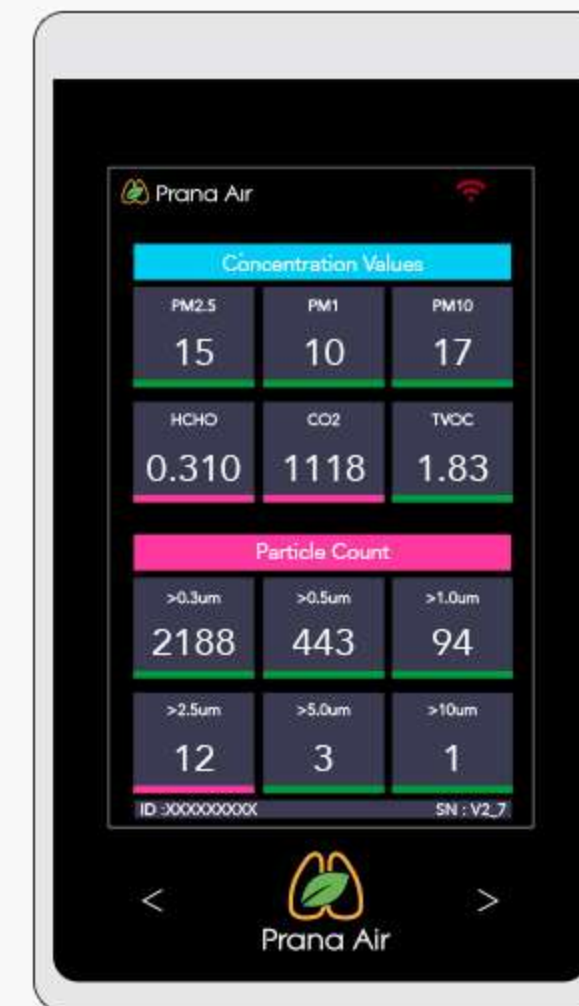 Prana Air
Concentration Values
PM2.5 PM1 PM10
15 10 17
HCHO CO2 TVOC
0.310 1118 1.83
Particle Count
>0.3um >0.5um >1.0um
2188 443 94
>2.5um >5.0um >10um
12 3 1
ID :XXXXXXXXX SN : V2_7
< >
Prana Air